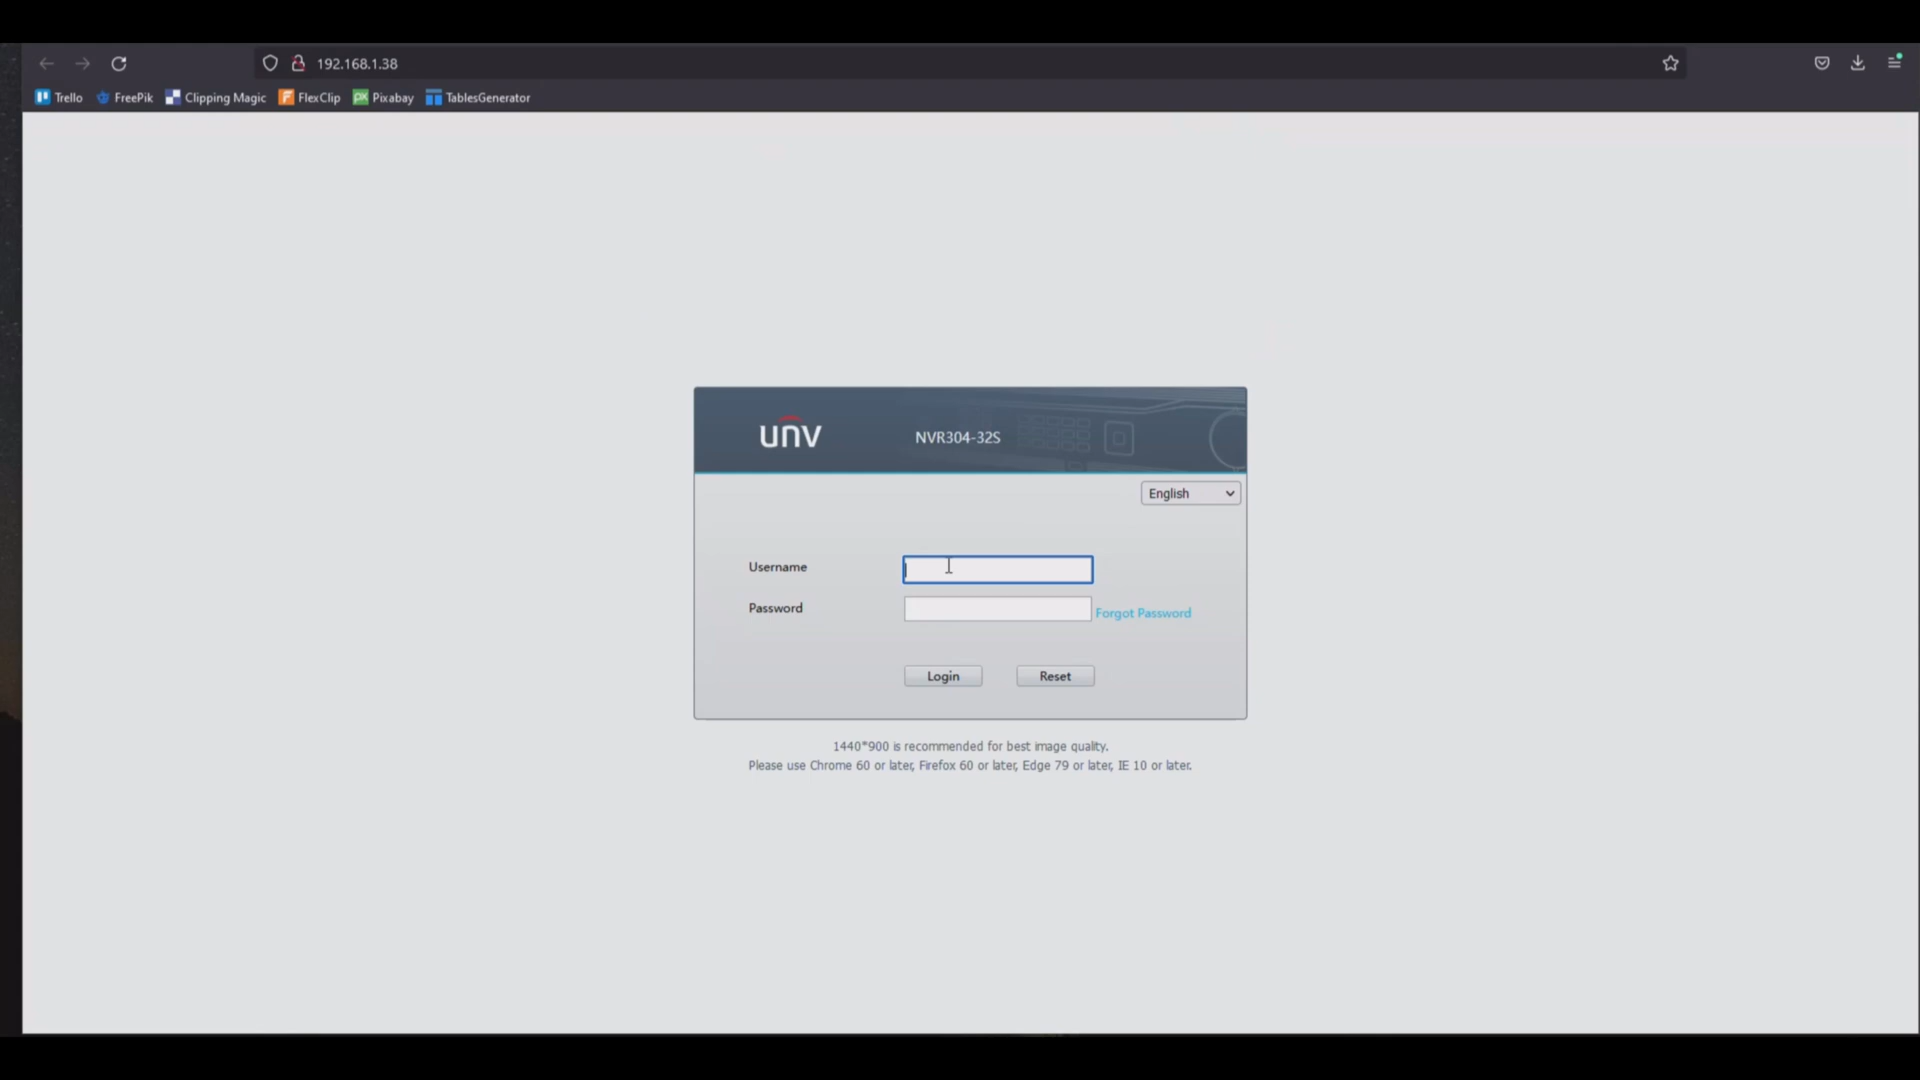 192.168.1.38
Trello FreePik Clipping Magic FlexClip Pixabay TablesGenerator
unv NVR304-32S
English
Username
Password Forgot Password
Login Reset
1440*900 is recommended for best image quality.
Please use Chrome 60 or later, Firefox 60 or later, Edge 79 or later, IE 10 or later.